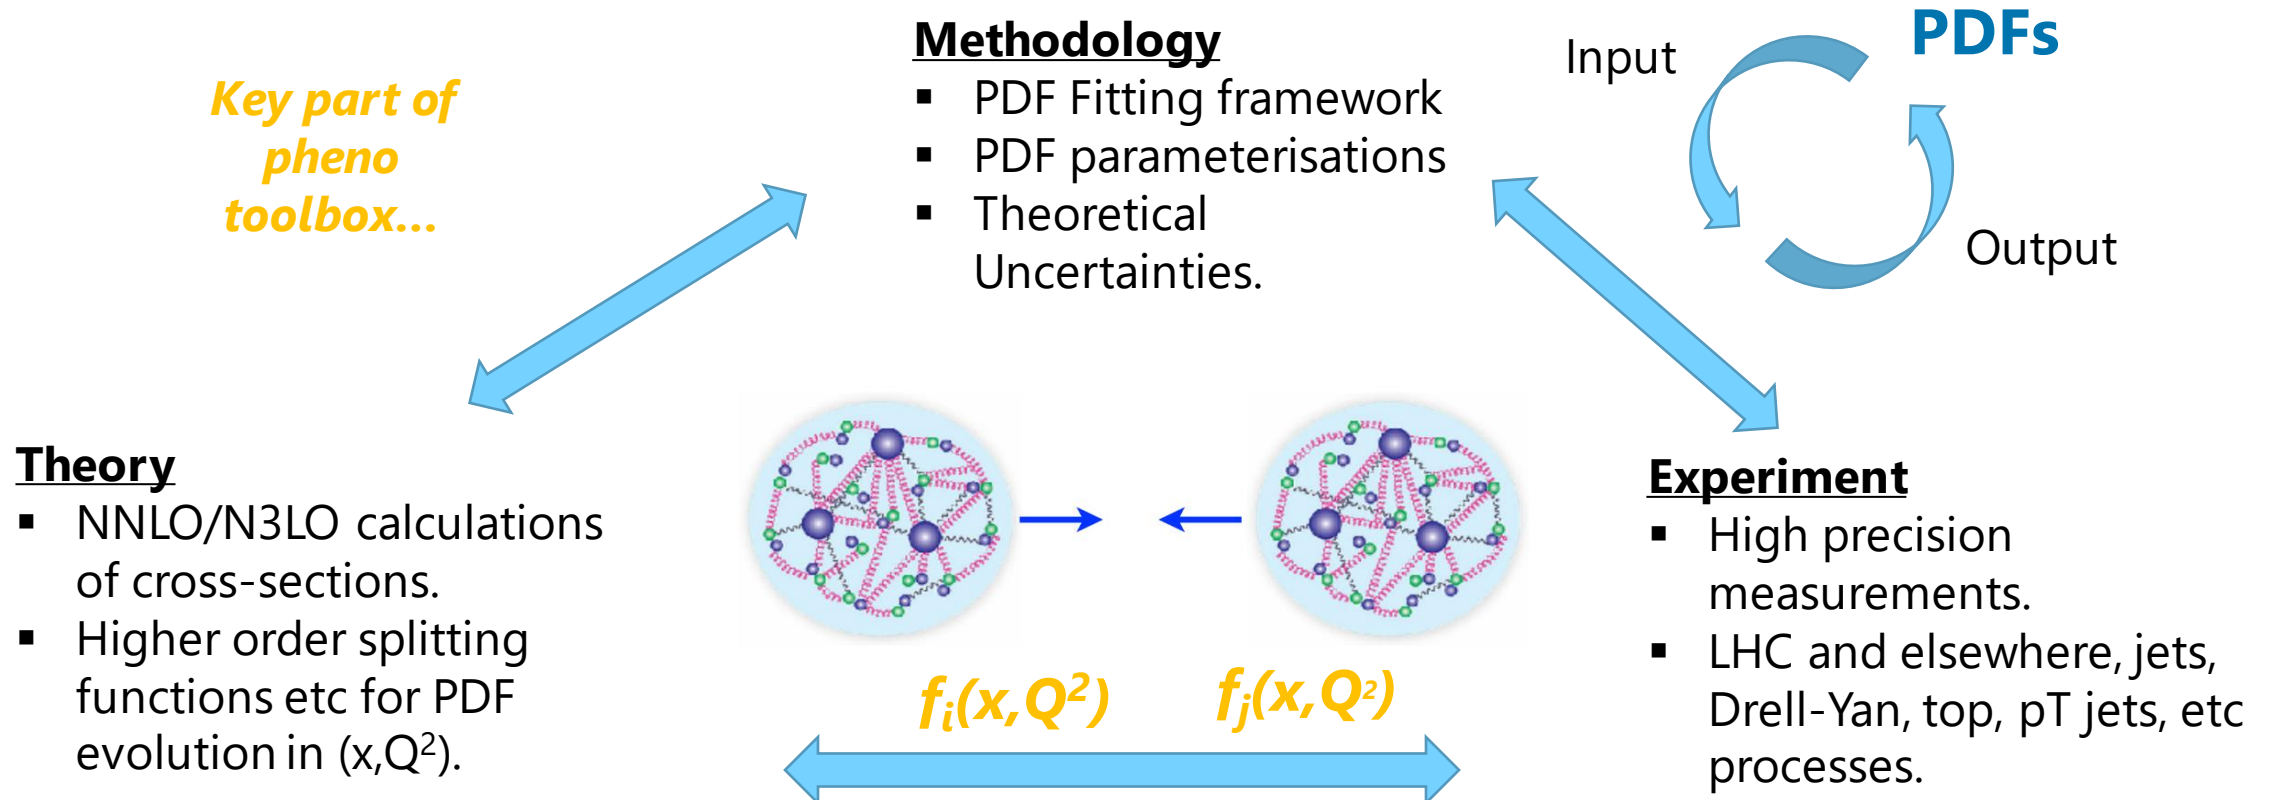 Key part of
pheno
toolbox...
Methodology
▪ PDF Fitting framework
▪ PDF parameterisations
▪ Theoretical
Uncertainties.
Input
PDFs
Output
Theory
▪ NNLO/N3LO calculations
of cross-sections.
▪ Higher order splitting
functions etc for PDF
evolution in (x,Q²).
fᵢ(x,Q²)
fⱼ(x,Q²)
Experiment
▪ High precision
measurements.
▪ LHC and elsewhere, jets,
Drell-Yan, top, pT jets, etc
processes.